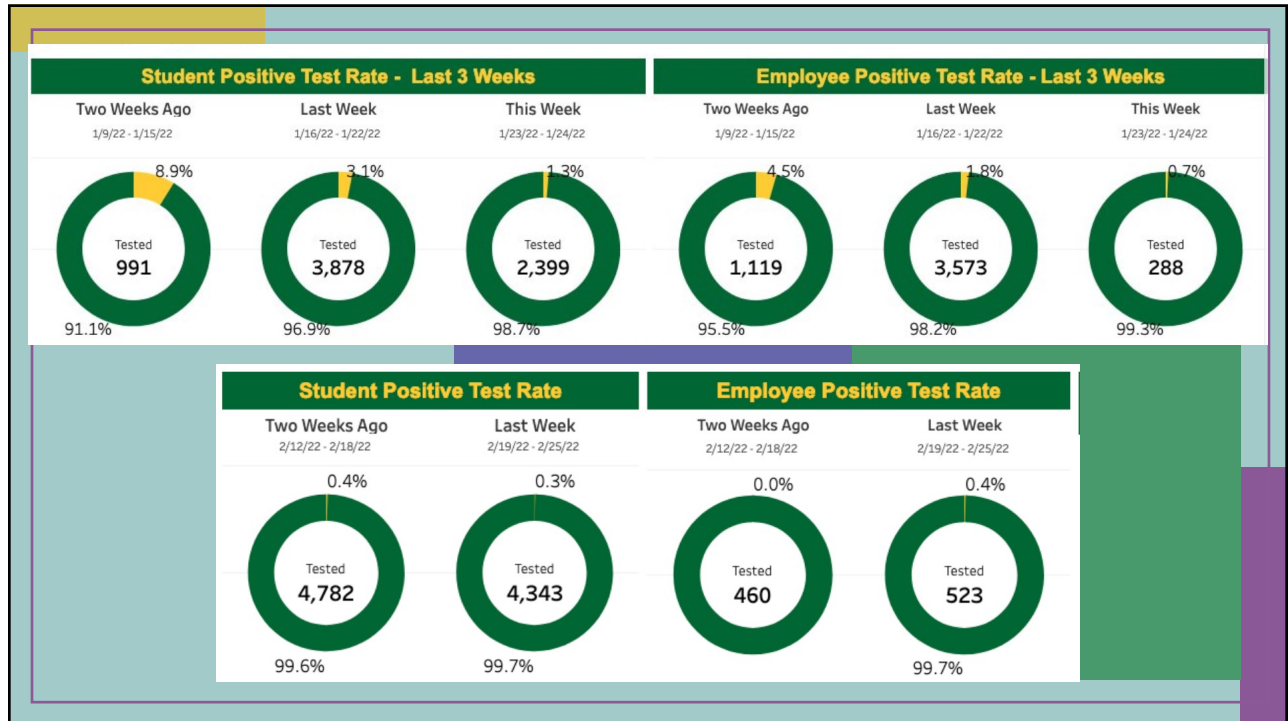 Student Positive Test Rate - Last 3 Weeks
Two Weeks Ago Last Week This Week
1/9/22 - 1/15/22 1/16/22 - 1/22/22 1/23/22 - 1/24/22
8.9% 3.1% 1.3%
Tested Tested Tested
991 3,878 2,399
91.1% 96.9% 98.7%
Employee Positive Test Rate - Last 3 Weeks
Two Weeks Ago Last Week This Week
1/9/22 - 1/15/22 1/16/22 - 1/22/22 1/23/22 - 1/24/22
4.5% 1.8% 0.7%
Tested Tested Tested
1,119 3,573 288
95.5% 98.2% 99.3%
Student Positive Test Rate
Two Weeks Ago Last Week
2/12/22 - 2/18/22 2/19/22 - 2/25/22
0.4% 0.3%
Tested Tested
4,782 4,343
99.6% 99.7%
Employee Positive Test Rate
Two Weeks Ago Last Week
2/12/22 - 2/18/22 2/19/22 - 2/25/22
0.0% 0.4%
Tested Tested
460 523
99.7%